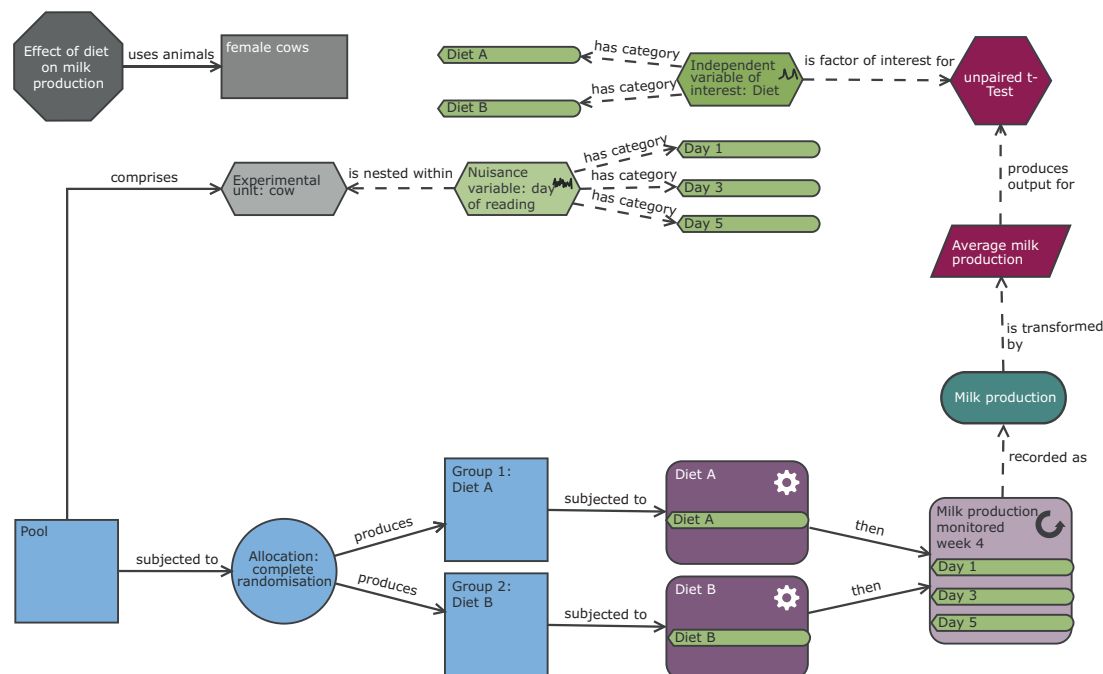 Effect of diet
on milk
production
uses animals
female cows
Diet A
Diet B
has category
has category
Independent
variable of
interest: Diet
is factor of interest for
unpaired t-
Test
comprises
Experimental
unit: cow
is nested within
Nuisance
variable: day
of reading
has category
has category
has category
Day 1
Day 3
Day 5
produces
output for
Average milk
production
is transformed
by
Milk production
recorded as
Pool
subjected to
Allocation:
complete
randomisation
produces
produces
Group 1:
Diet A
Group 2:
Diet B
subjected to
subjected to
Diet A
Diet A
Diet B
Diet B
then
then
Milk production
monitored
week 4
Day 1
Day 3
Day 5